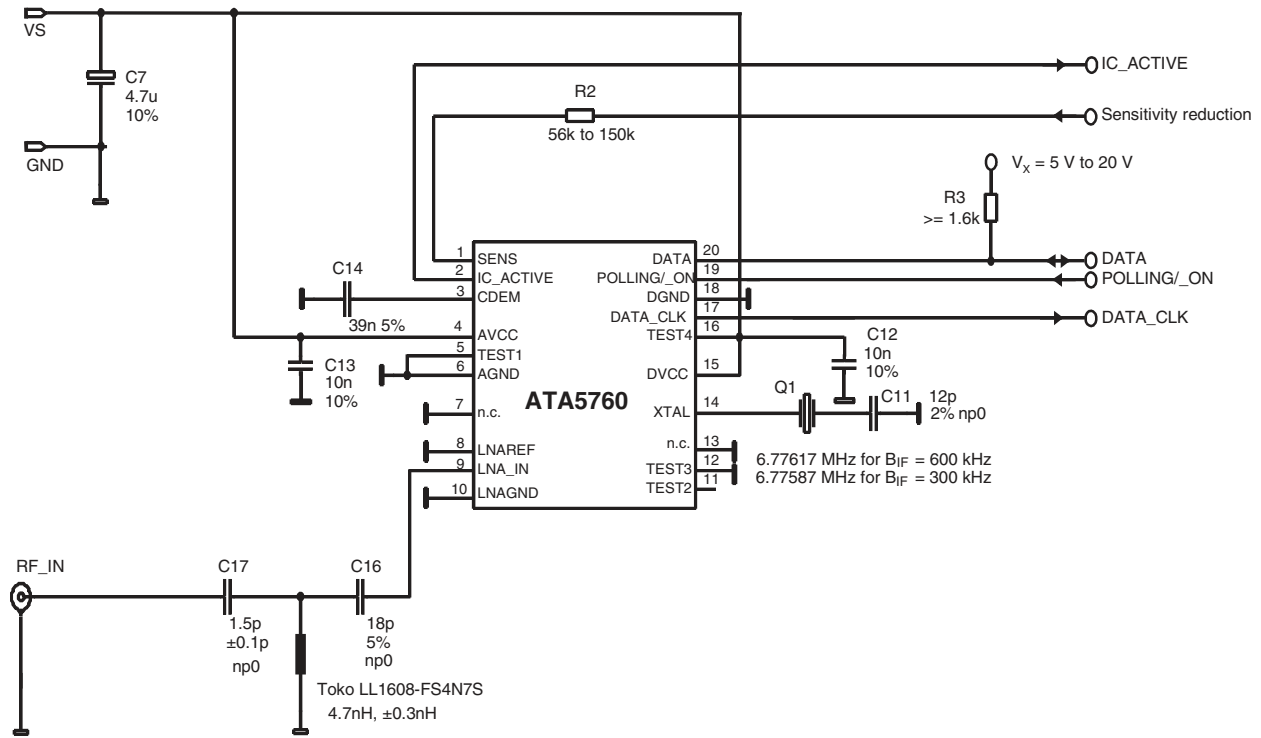 VS
C7
4.7u
10%
GND
IC_ACTIVE
R2
56k to 150k
Sensitivity reduction
VX = 5 V to 20 V
R3
>= 1.6k
C14
39n 5%
C13
10n
10%
1 SENS
2 IC_ACTIVE
3 CDEM
4 AVCC
5 TEST1
6 AGND
7 n.c.
8 LNAREF
9 LNA_IN
10 LNAGND
ATA5760
DATA 20
POLLING/_ON 19
DGND 18
DATA_CLK 17
TEST4 16
DVCC 15
XTAL 14
n.c. 13
TEST3 12
TEST2 11
DATA
POLLING/_ON
DATA_CLK
C12
10n
10%
Q1
C11
12p
2% np0
6.77617 MHz for BIF = 600 kHz
6.77587 MHz for BIF = 300 kHz
RF_IN
C17
1.5p
±0.1p
np0
C16
18p
5%
np0
Toko LL1608-FS4N7S
4.7nH, ±0.3nH